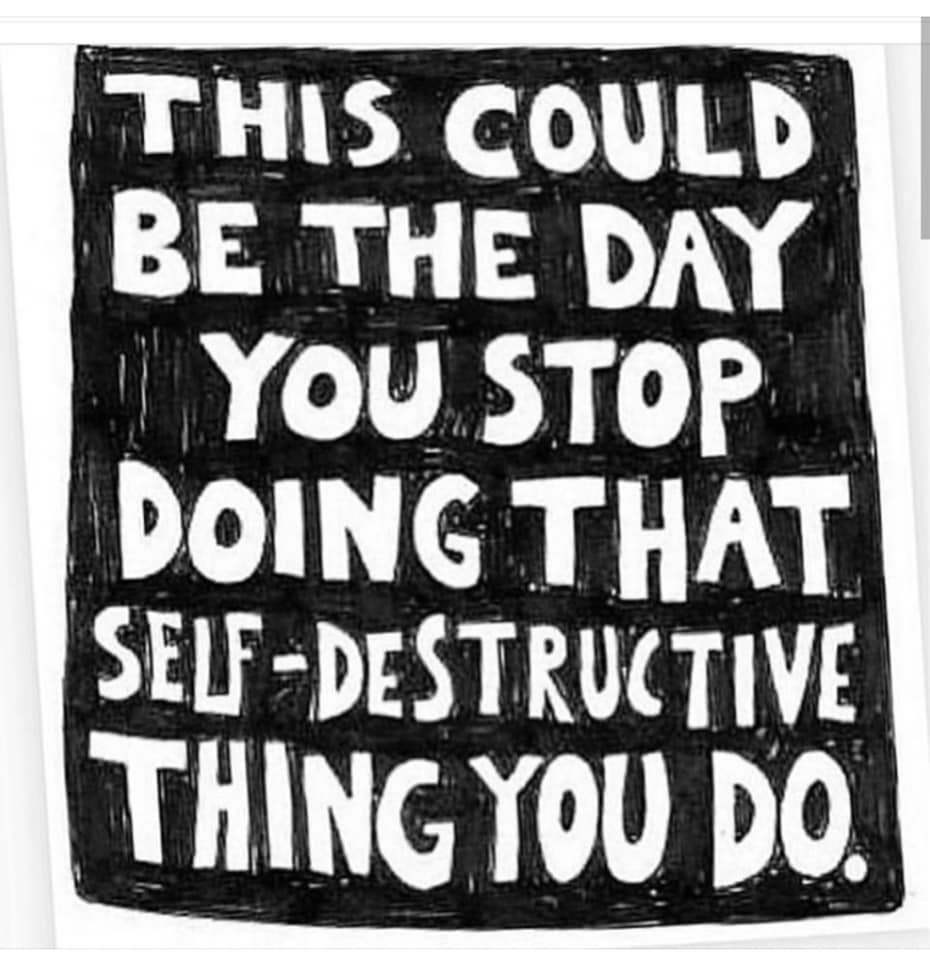 THIS COULD
BE THE DAY
YOU STOP
DOING THAT
SELF-DESTRUCTIVE
THING YOU DO.